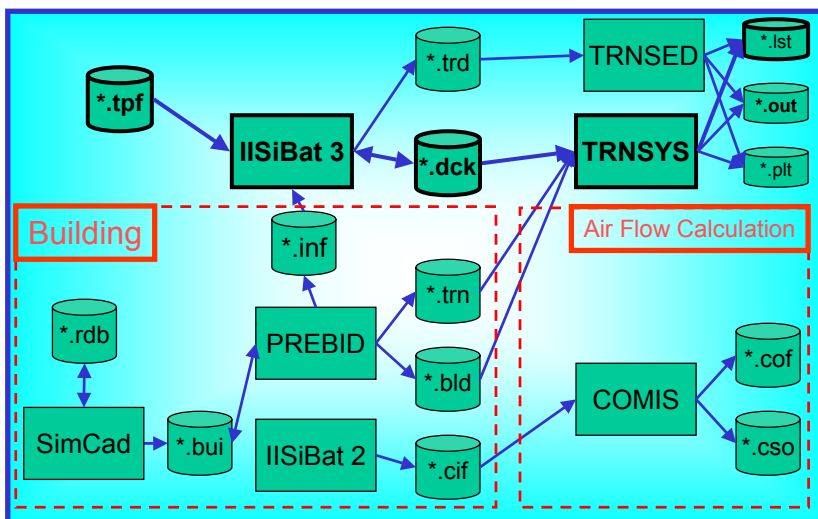 *.trd
TRNSED
*.lst
*.tpf
*.out
IISiBat 3
*.dck
TRNSYS
*.plt
Building
*.inf
Air Flow Calculation
*.trn
*.rdb
PREBID
*.cof
*.bld
COMIS
SimCad
*.bui
IISiBat 2
*.cif
*.cso